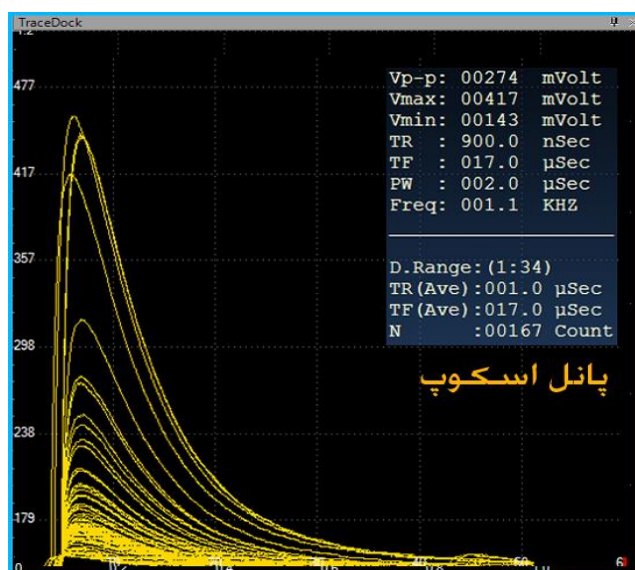 TraceDock
477
417
357
298
238
179
Vp-p: 00274 mVolt
Vmax: 00417 mVolt
Vmin: 00143 mVolt
TR : 900.0 nSec
TF : 017.0 µSec
PW : 002.0 µSec
Freq: 001.1 KHZ
D.Range:(1:34)
TR(Ave):001.0 µSec
TF(Ave):017.0 µSec
N :00167 Count
پانل اسکوپ
0